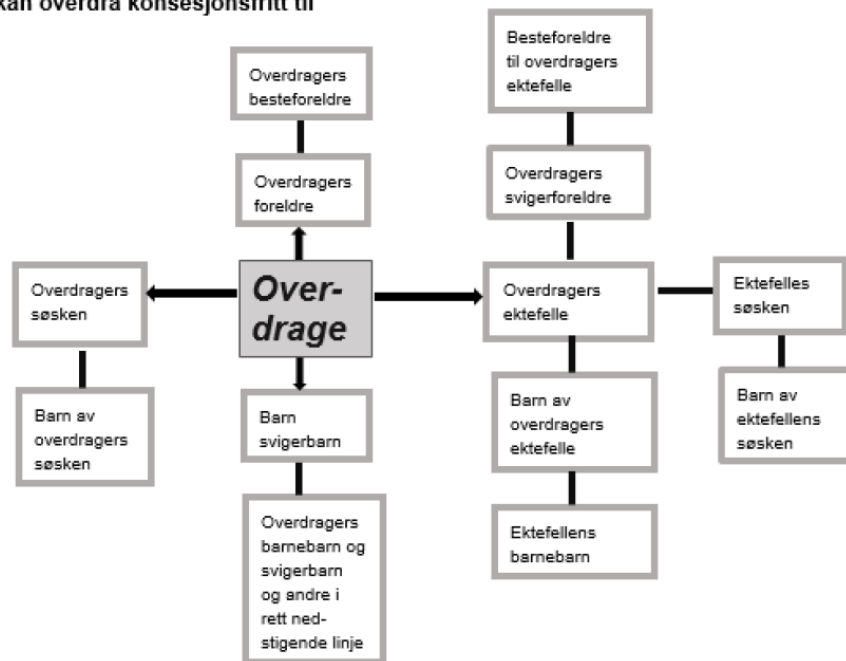 kan overdra konsesjonsfritt til
Overdragers
besteforeldre
Besteforeldre
til overdragers
ektefelle
Overdragers
foreldre
Overdragers
svigerforeldre
Overdragers
søsken
Over-
drage
Overdragers
ektefelle
Ektefelles
søsken
Barn av
overdragers
søsken
Barn
svigerbarn
Barn av
overdragers
ektefelle
Barn av
ektefellens
søsken
Overdragers
barnebarn og
svigerbarn
og andre i
rett ned-
stigende linje
Ektefellens
barnebarn